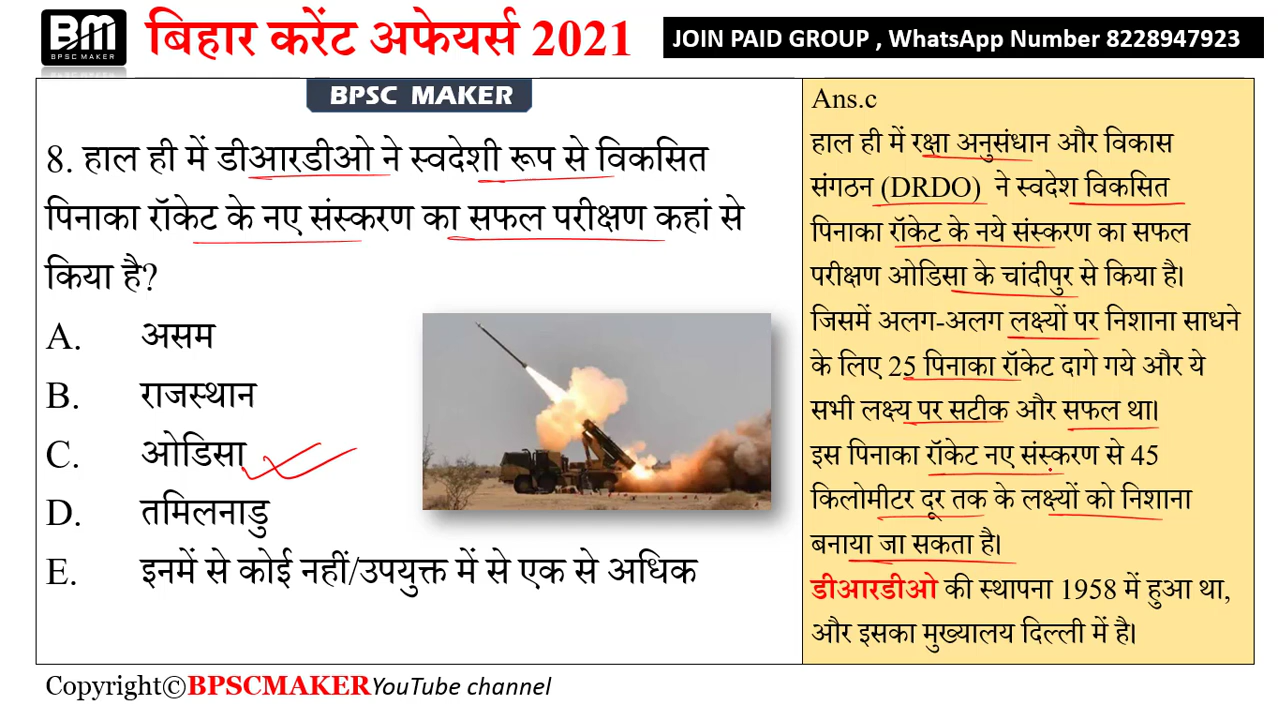 BM
BPSC MAKER
बिहार करेंट अफेयर्स 2021
JOIN PAID GROUP , WhatsApp Number 8228947923
BPSC MAKER
8. हाल ही में डीआरडीओ ने स्वदेशी रूप से विकसित
पिनाका रॉकेट के नए संस्करण का सफल परीक्षण कहां से
किया है?
A. असम
B. राजस्थान
C. ओडिसा
D. तमिलनाडु
E. इनमें से कोई नहीं/उपयुक्त में से एक से अधिक
Ans.c
हाल ही में रक्षा अनुसंधान और विकास
संगठन (DRDO) ने स्वदेश विकसित
पिनाका रॉकेट के नये संस्करण का सफल
परीक्षण ओडिसा के चांदीपुर से किया है।
जिसमें अलग-अलग लक्ष्यों पर निशाना साधने
के लिए 25 पिनाका रॉकेट दागे गये और ये
सभी लक्ष्य पर सटीक और सफल था।
इस पिनाका रॉकेट नए संस्करण से 45
किलोमीटर दूर तक के लक्ष्यों को निशाना
बनाया जा सकता है।
डीआरडीओ की स्थापना 1958 में हुआ था,
और इसका मुख्यालय दिल्ली में है।
Copyright©BPSCMAKERYouTube channel